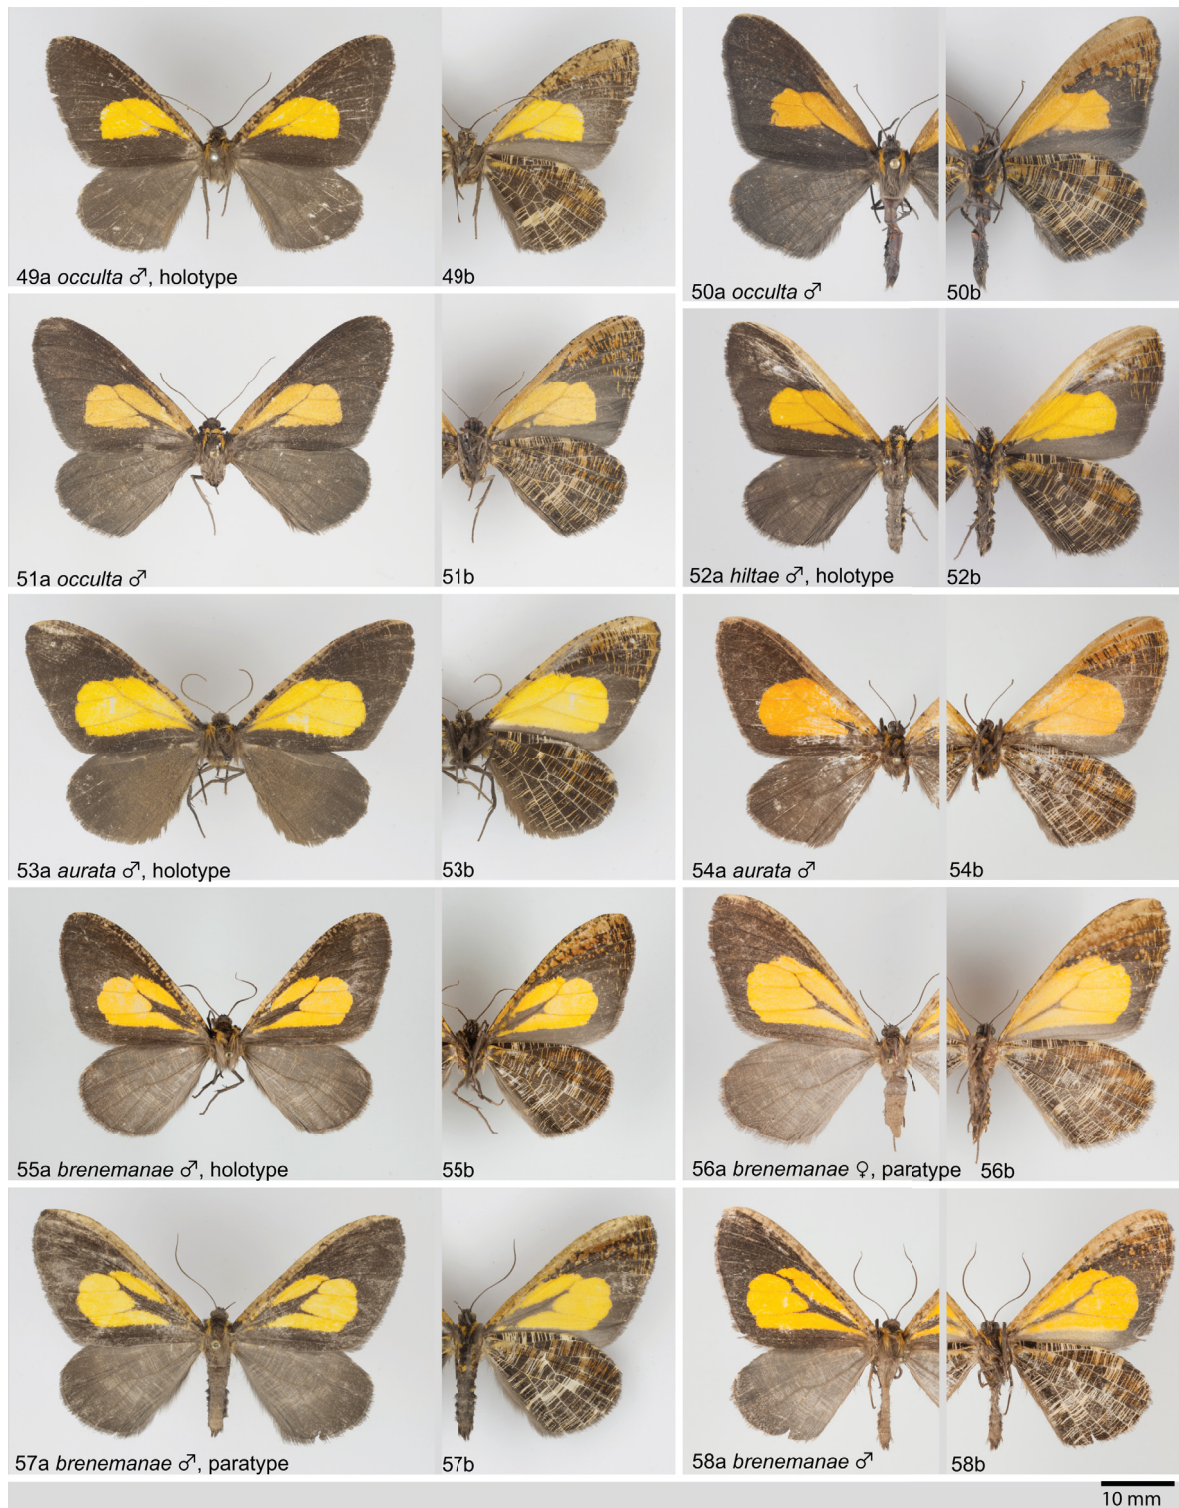 49a occulta ♂, holotype
49b
50a occulta ♂
50b
51a occulta ♂
51b
52a hiltae ♂, holotype
52b
53a aurata ♂, holotype
53b
54a aurata ♂
54b
55a brenemanae ♂, holotype
55b
56a brenemanae ♀, paratype
56b
57a brenemanae ♂, paratype
57b
58a brenemanae ♂
58b
10 mm